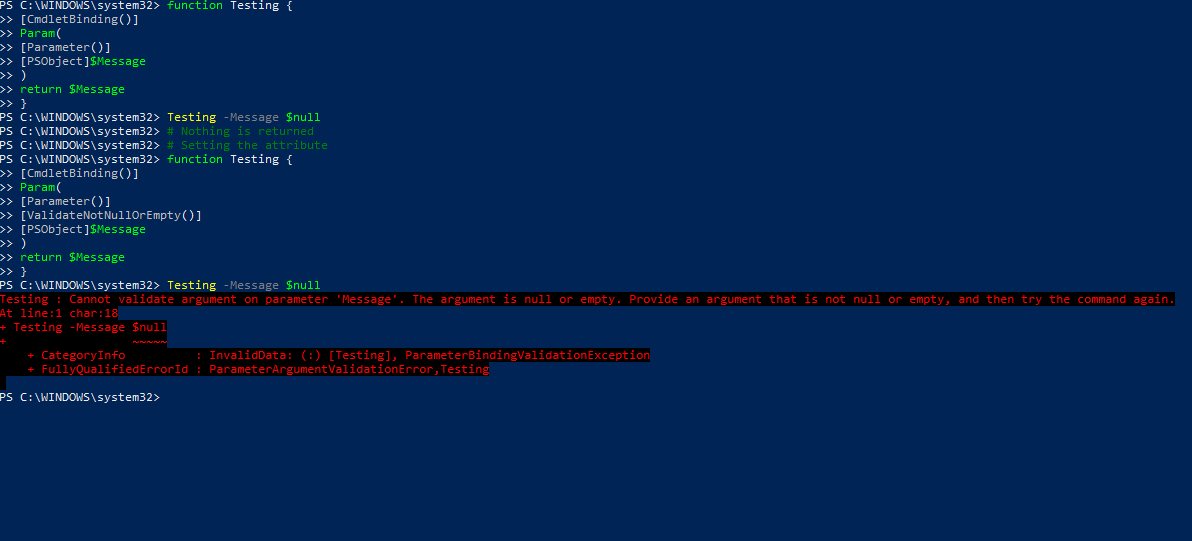 PS C:\WINDOWS\system32> function Testing {
>> [CmdletBinding()]
>> Param(
>> [Parameter()]
>> [PSObject]$Message
>> )
>> return $Message
>> }
PS C:\WINDOWS\system32> Testing -Message $null
PS C:\WINDOWS\system32> # Nothing is returned
PS C:\WINDOWS\system32> # Setting the attribute
PS C:\WINDOWS\system32> function Testing {
>> [CmdletBinding()]
>> Param(
>> [Parameter()]
>> [ValidateNotNullOrEmpty()]
>> [PSObject]$Message
>> )
>> return $Message
>> }
PS C:\WINDOWS\system32> Testing -Message $null
Testing : Cannot validate argument on parameter 'Message'. The argument is null or empty. Provide an argument that is not null or empty, and then try the command again.
At line:1 char:18
+ Testing -Message $null
+                  ~~~~~
    + CategoryInfo          : InvalidData: (:) [Testing], ParameterBindingValidationException
    + FullyQualifiedErrorId : ParameterArgumentValidationError,Testing
PS C:\WINDOWS\system32>